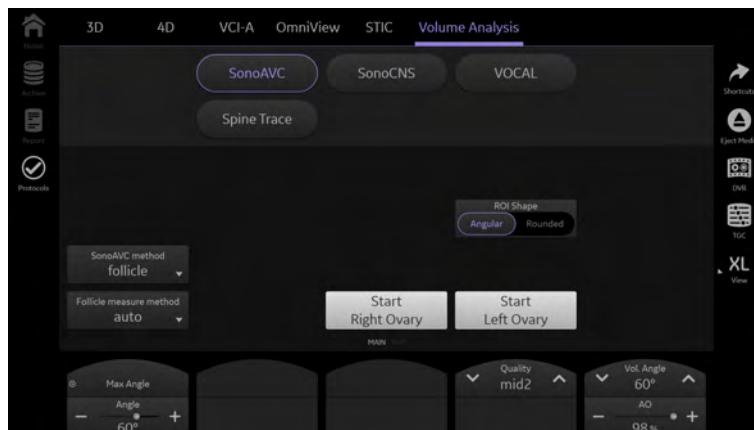 3D 4D VCI-A OmniView STIC Volume Analysis
Home
SonoAVC SonoCNS VOCAL
Archive
Shortcuts
Spine Trace
Report
Eject Media
Protocols
DVR
ROI Shape
Angular Rounded
TGC
SonoAVC method
follicle
XL
View
Follicle measure method
auto
Start
Right Ovary
Start
Left Ovary
MAIN
Max Angle
Quality
mid2
Vol. Angle
60°
Angle
60°
AO
98 %